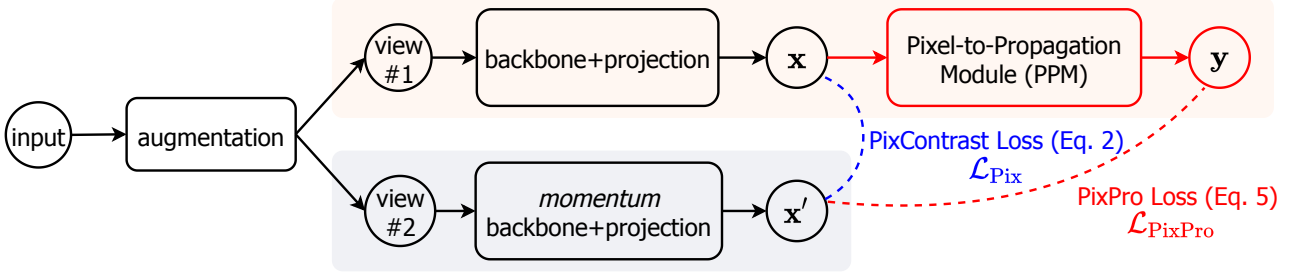 input
augmentation
view
#1
backbone+projection
x
Pixel-to-Propagation
Module (PPM)
y
PixContrast Loss (Eq. 2)
𝓛Pix
view
#2
momentum
backbone+projection
x′
PixPro Loss (Eq. 5)
𝓛PixPro